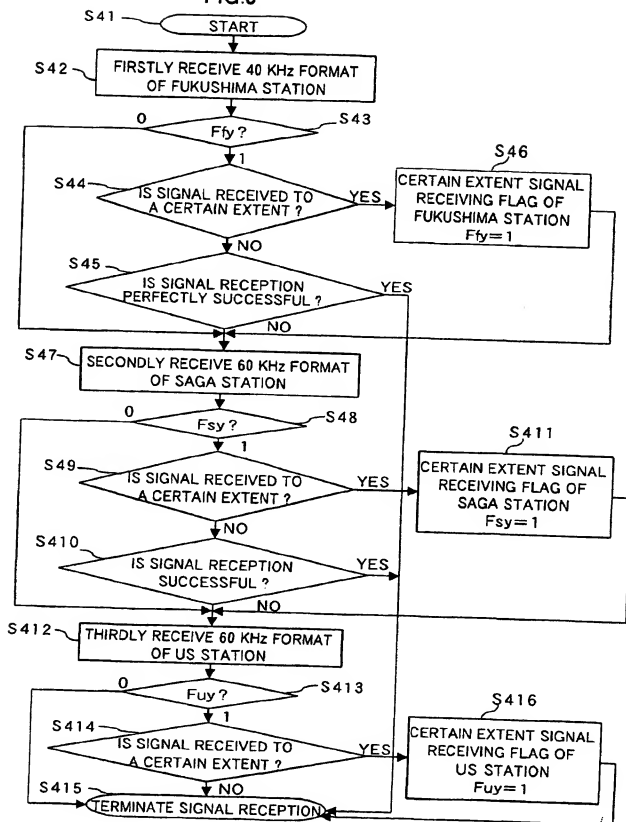 S41
START
S42
FIRSTLY RECEIVE 40 KHz FORMAT
OF FUKUSHIMA STATION
0
Ffy ?
S43
1
S44
IS SIGNAL RECEIVED TO
A CERTAIN EXTENT ?
YES
S46
CERTAIN EXTENT SIGNAL
RECEIVING FLAG OF
FUKUSHIMA STATION
Ffy=1
NO
S45
IS SIGNAL RECEPTION
PERFECTLY SUCCESSFUL ?
YES
NO
S47
SECONDLY RECEIVE 60 KHz FORMAT
OF SAGA STATION
0
Fsy ?
S48
1
S49
IS SIGNAL RECEIVED TO
A CERTAIN EXTENT ?
YES
S411
CERTAIN EXTENT SIGNAL
RECEIVING FLAG OF
SAGA STATION
Fsy=1
NO
S410
IS SIGNAL RECEPTION
SUCCESSFUL ?
YES
NO
S412
THIRDLY RECEIVE 60 KHz FORMAT
OF US STATION
0
Fuy ?
S413
1
S414
IS SIGNAL RECEIVED TO
A CERTAIN EXTENT ?
YES
S416
CERTAIN EXTENT SIGNAL
RECEIVING FLAG OF
US STATION
Fuy=1
NO
S415
TERMINATE SIGNAL RECEPTION